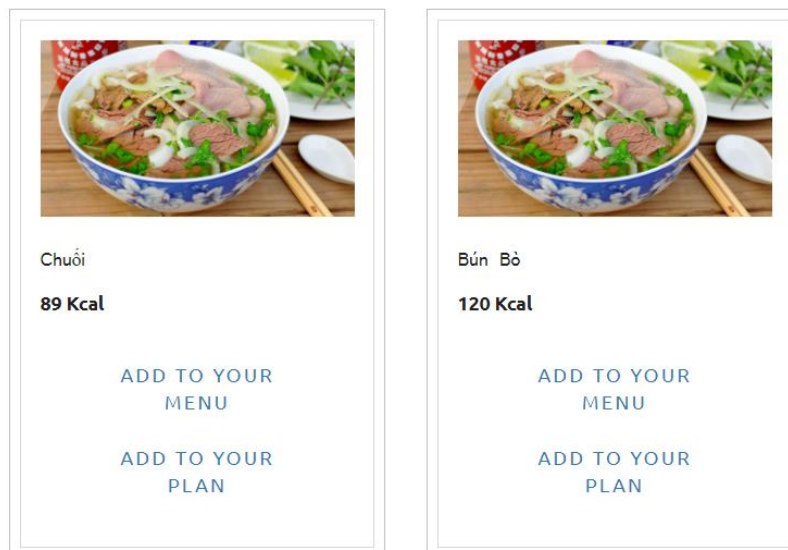 Chuối
89 Kcal
ADD TO YOUR
MENU
ADD TO YOUR
PLAN
Bún Bò
120 Kcal
ADD TO YOUR
MENU
ADD TO YOUR
PLAN